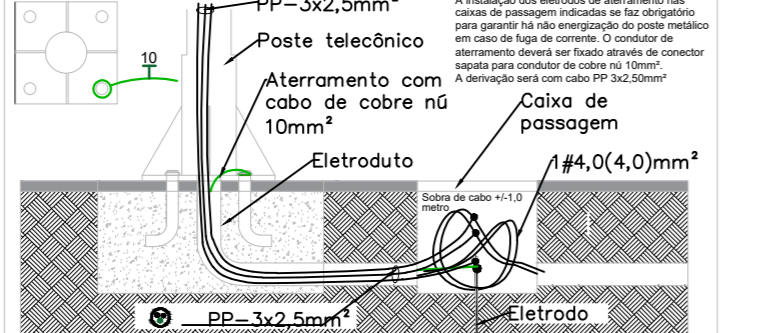 PP-3x2,5mm²
A instalação dos eletrodos de aterramento nas
caixas de passagem indicadas se faz obrigatório
para garantir há não energização do poste metálico
em caso de fuga de corrente. O condutor de
aterramento deverá ser fixado através de conector
sapata para condutor de cobre nú 10mm².
A derivação será com cabo PP 3x2,50mm²
Poste telecônico
10
Aterramento com
cabo de cobre nú
10mm²
Caixa de
passagem
Eletroduto
1#4,0(4,0)mm²
Sobra de cabo +/-1,0
metro
PP-3x2,5mm²
Eletrodo